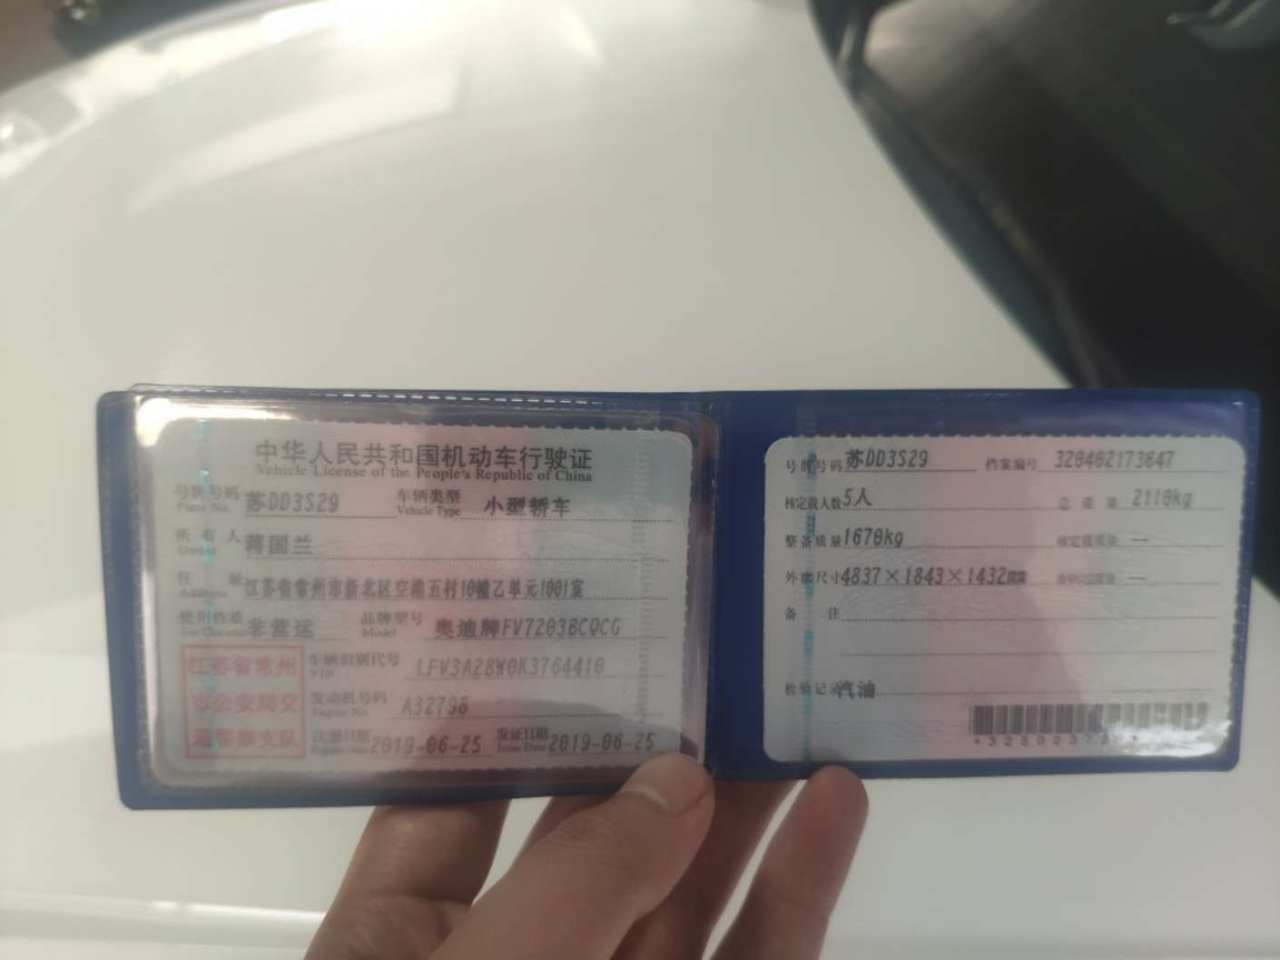 中华人民共和国机动车行驶证
Vehicle License of the People's Republic of China
号牌号码 苏DD3S29 车辆类型 小型轿车
Plate No. Vehicle Type
所有人 蒋国兰
Owner
住址 江苏省常州市新北区空港五村10幢乙单元1001室
Address
使用性质 非营运 品牌型号 奥迪牌FV7203BCQCG
Use Character Model
江苏省常州
市公安局交
通警察支队
车辆识别代号 LFV3A28W0K3764410
VIN
发动机号码 A32798
Engine No.
注册日期 2019-06-25 发证日期 2019-06-25
Issue Date
号牌号码 苏DD3S29 档案编号 320402173647
核定载人数 5人 总质量 2110kg
整备质量 1670kg 核定载质量 --
外廓尺寸 4837×1843×1432 --
备注
检验记录 汽油